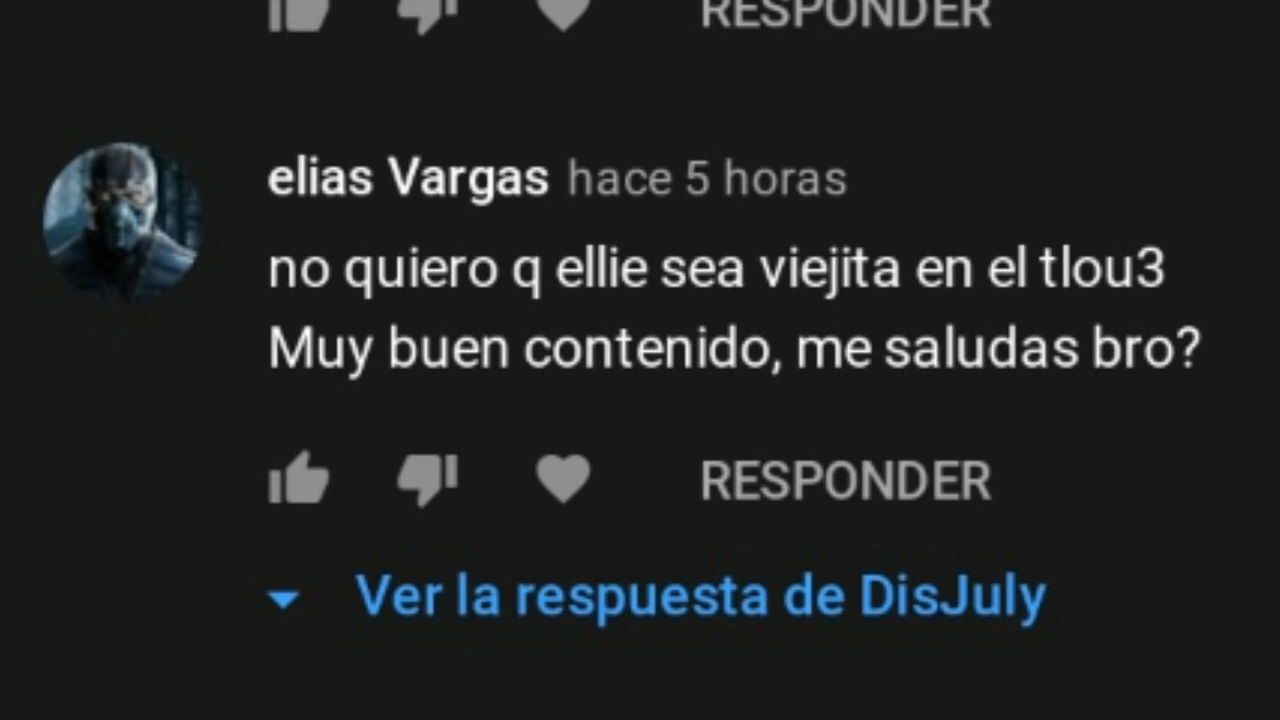 RESPONDER
elias Vargas hace 5 horas
no quiero q ellie sea viejita en el tlou3
Muy buen contenido, me saludas bro?
RESPONDER
Ver la respuesta de DisJuly